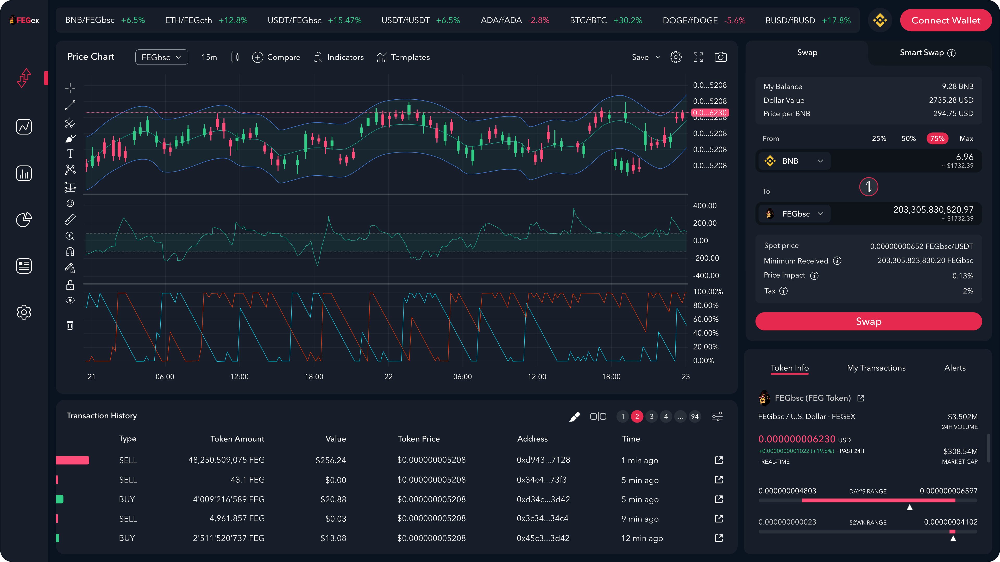 FEGex
BNB/FEGbsc +6.5% ETH/FEGeth +12.8% USDT/FEGbsc +15.47% USDT/fUSDT +6.5% ADA/fADA -2.8% BTC/fBTC +30.2% DOGE/fDOGE -5.6% BUSD/fBUSD +17.8%
Connect Wallet
Price Chart FEGbsc 15m Compare Indicators Templates Save
0.0...5208
0.0...5208
0.0...6230
0.0...5208
0.0...5208
0.0...5208
0.0...5208
400.00
200.00
0.00
-200.00
-400.00
100.00%
80.00%
60.00%
40.00%
20.00%
0.00%
21 06:00 12:00 18:00 22 06:00 12:00 18:00 23
Swap Smart Swap
My Balance 9.28 BNB
Dollar Value 2735.28 USD
Price per BNB 294.75 USD
From 25% 50% 75% Max
BNB 6.96
~ $1732.39
To
FEGbsc 203,305,830,820.97
~ $1732.39
Spot price 0.00000000652 FEGbsc/USDT
Minimum Received 203,305,823,830.20 FEGbsc
Price Impact 0.13%
Tax 2%
Swap
Transaction History 1 2 3 4 ... 94
Type Token Amount Value Token Price Address Time
SELL 48,250,509,075 FEG $256.24 $0.000000005208 0xd943...7128 1 min ago
SELL 43.1 FEG $0.00 $0.000000005208 0x34c4...73f3 5 min ago
BUY 4'009'216'589 FEG $20.88 $0.000000005208 0xd34c...3d42 5 min ago
SELL 4,961.857 FEG $0.03 $0.000000005208 0x3c34...34c4 9 min ago
BUY 2'511'520'737 FEG $13.08 $0.000000005208 0x45c3...3d42 12 min ago
Token Info My Transactions Alerts
FEGbsc (FEG Token)
FEGbsc / U.S. Dollar · FEGEX $3.502M
24H VOLUME
0.000000006230 USD
+0.0000000001022 (+19.6%) · PAST 24H $308.54M
· REAL-TIME MARKET CAP
0.000000004803 DAY'S RANGE 0.000000006597
0.000000000023 52WK RANGE 0.00000004102